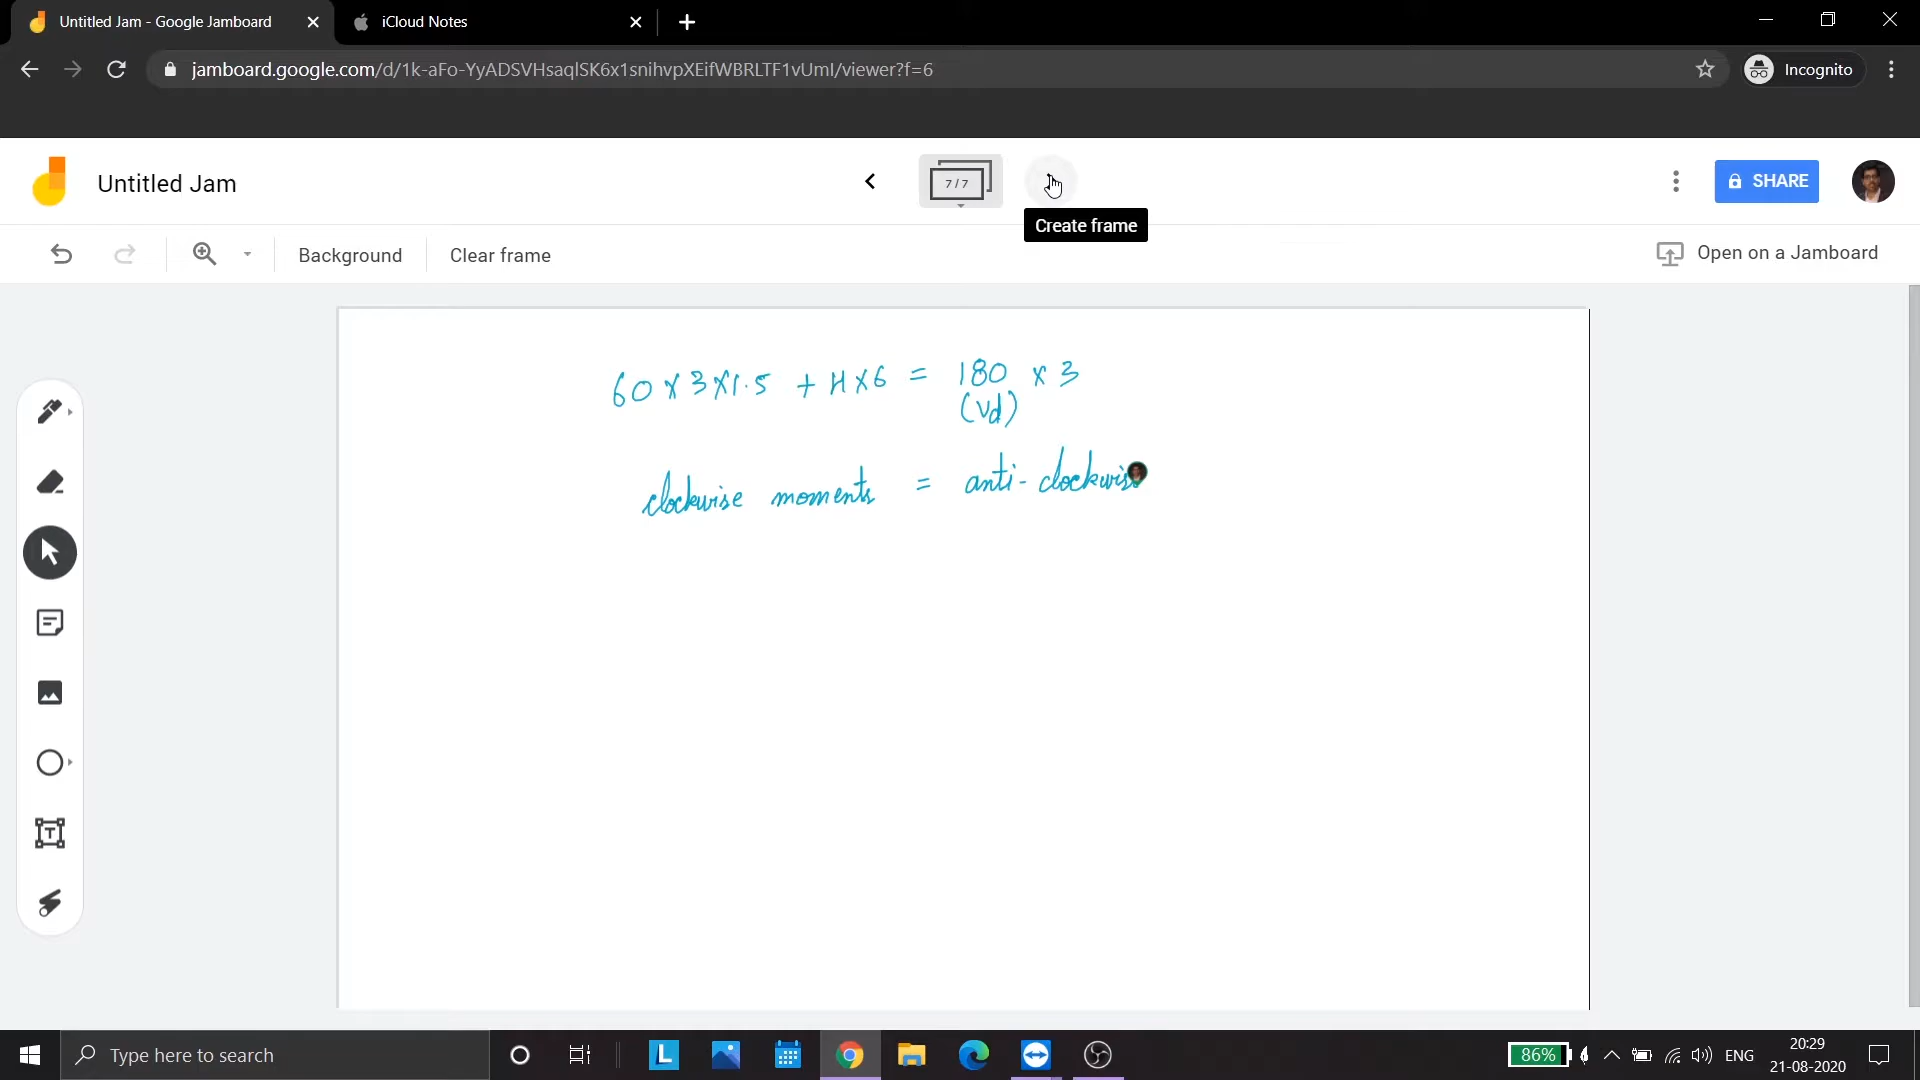 Untitled Jam - Google Jamboard
iCloud Notes
jamboard.google.com/d/1k-aFo-YyADSVHsaqlSK6x1snihvpXEifWBRLTF1vUmI/viewer?f=6
Incognito
Untitled Jam
7 / 7
SHARE
Create frame
Background
Clear frame
Open on a Jamboard
60 x 3 x 1.5 + H x 6 = 180 x 3
(Vd)
clockwise moments = anti-clockwise
Type here to search
L
86%
ENG
20:29
21-08-2020